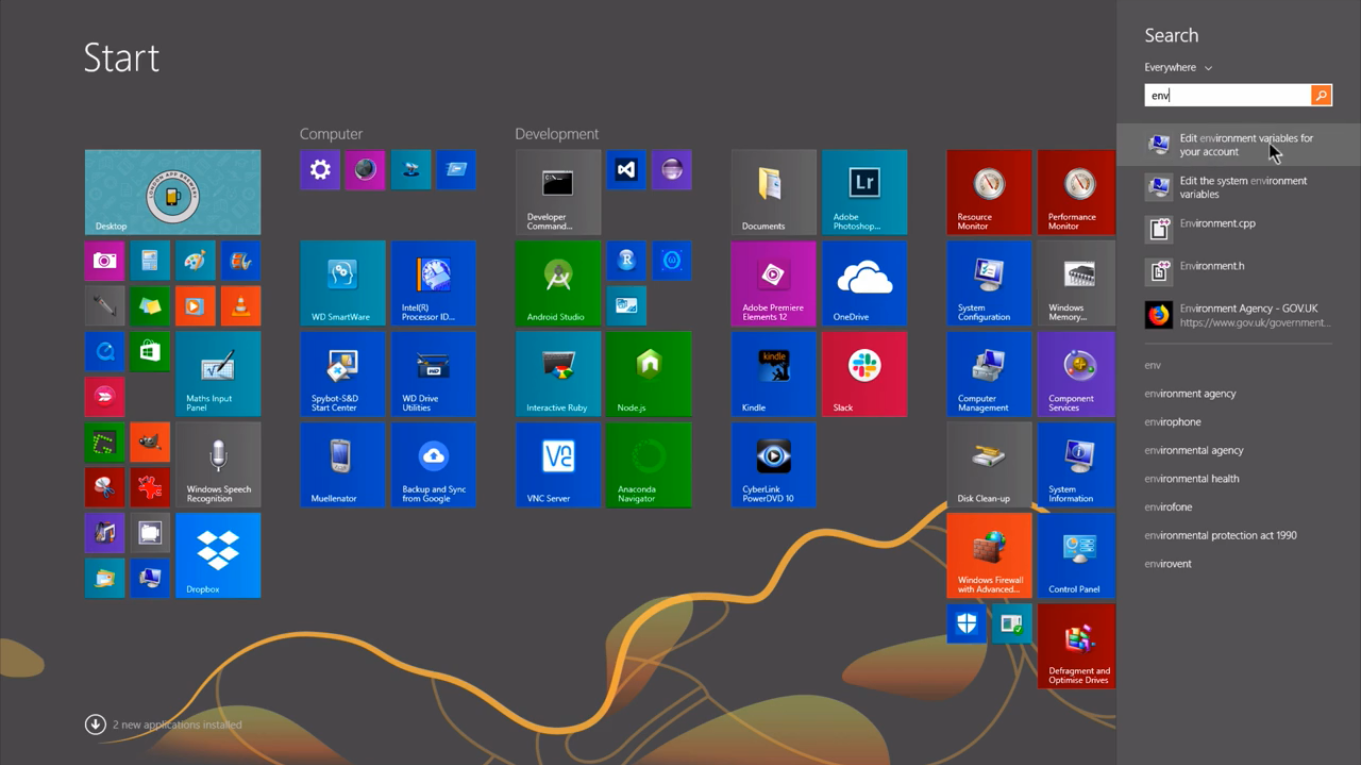 Start
Computer
Development
Desktop
LONDON APP BREWERY
Maths Input
Panel
Windows Speech
Recognition
Dropbox
WD SmartWare
Intel(R)
Processor ID...
Spybot-S&D
Start Center
WD Drive
Utilities
Muellenator
Backup and Sync
from Google
Developer
Command...
Android Studio
R
Interactive Ruby
Node.js
VNC Server
Anaconda
Navigator
Documents
Lr
Adobe
Photoshop...
Adobe Premiere
Elements 12
OneDrive
kindle
Kindle
Slack
CyberLink
PowerDVD 10
Resource
Monitor
Performance
Monitor
System
Configuration
Windows
Memory...
Computer
Management
Component
Services
Disk Clean-up
System
Information
Windows Firewall
with Advanced...
Control Panel
Defragment and
Optimise Drives
2 new applications installed
Search
Everywhere
env
Edit environment variables for
your account
Edit the system environment
variables
Environment.cpp
Environment.h
Environment Agency - GOV.UK
https://www.gov.uk/government...
env
environment agency
envirophone
environmental agency
environmental health
envirofone
environmental protection act 1990
envirovent